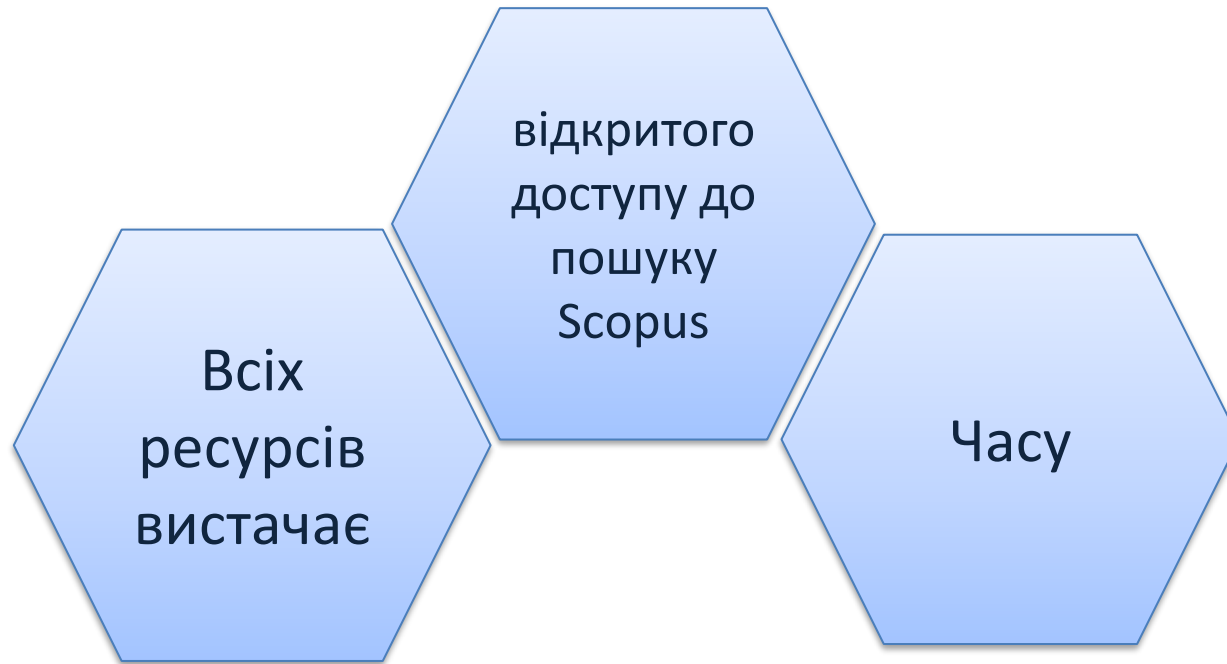 Всіх
ресурсів
вистачає
відкритого
доступу до
пошуку
Scopus
Часу